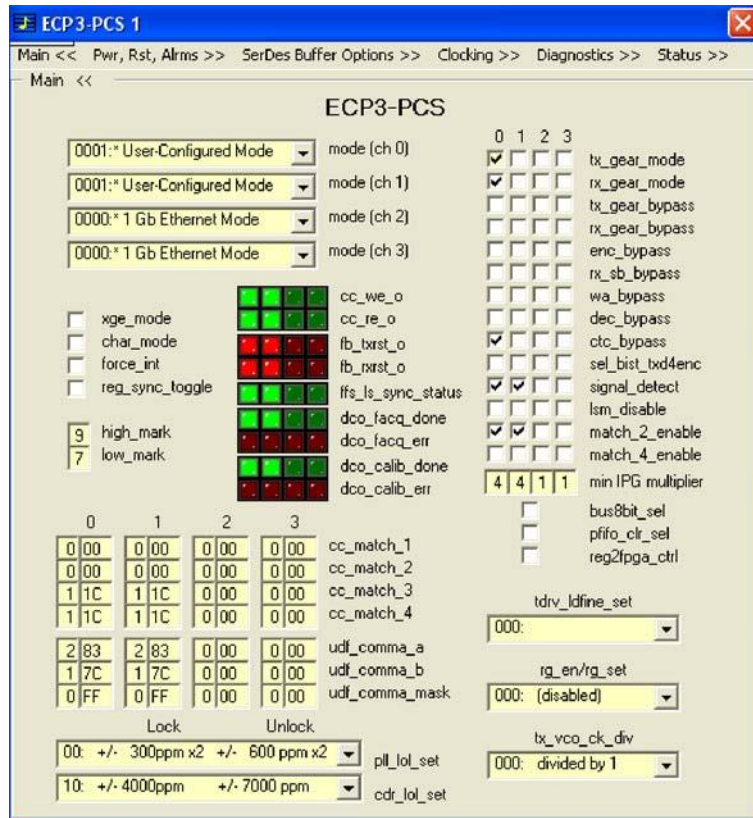 ECP3-PCS 1
Main << Pwr, Rst, Alrms >> SerDes Buffer Options >> Clocking >> Diagnostics >> Status >>
Main <<
ECP3-PCS
0001:* User-Configured Mode mode (ch 0)
0001:* User-Configured Mode mode (ch 1)
0000:* 1 Gb Ethernet Mode mode (ch 2)
0000:* 1 Gb Ethernet Mode mode (ch 3)
0 1 2 3
tx_gear_mode
rx_gear_mode
tx_gear_bypass
rx_gear_bypass
enc_bypass
rx_sb_bypass
wa_bypass
dec_bypass
ctc_bypass
sel_bist_txd4enc
signal_detect
lsm_disable
match_2_enable
match_4_enable
4 4 1 1 min IPG multiplier
bus8bit_sel
pfifo_clr_sel
reg2fpga_ctrl
xge_mode
char_mode
force_int
reg_sync_toggle
9 high_mark
7 low_mark
cc_we_o
cc_re_o
fb_txrst_o
fb_rxrst_o
ffs_ls_sync_status
dco_facq_done
dco_facq_err
dco_calib_done
dco_calib_err
0 1 2 3
0 00 0 00 0 00 0 00 cc_match_1
0 00 0 00 0 00 0 00 cc_match_2
1 1C 1 1C 0 00 0 00 cc_match_3
1 1C 1 1C 0 00 0 00 cc_match_4
2 83 2 83 0 00 0 00 udf_comma_a
1 7C 1 7C 0 00 0 00 udf_comma_b
0 FF 0 FF 0 00 0 00 udf_comma_mask
Lock Unlock
00: +/- 300ppm x2 +/- 600 ppm x2 pll_lol_set
10: +/- 4000ppm +/- 7000 ppm cdr_lol_set
tdrv_ldfine_set
000:
rg_en/rg_set
000: (disabled)
tx_vco_ck_div
000: divided by 1